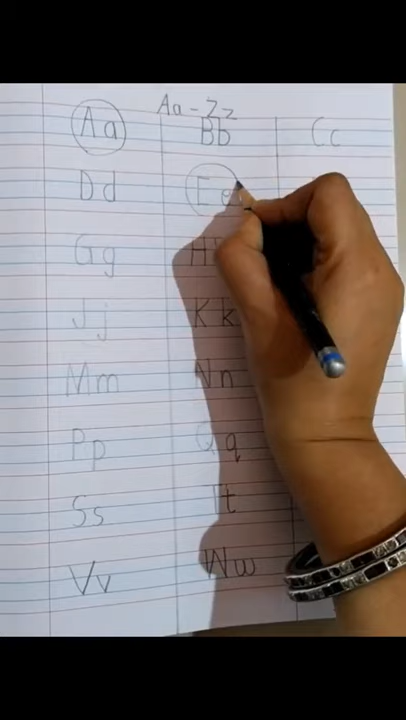 Aa - Zz
Aa Bb Cc
Dd Ee
Gg H
Jj Kk
Mm Nn
Pp Qq
Ss Tt
Vv Ww